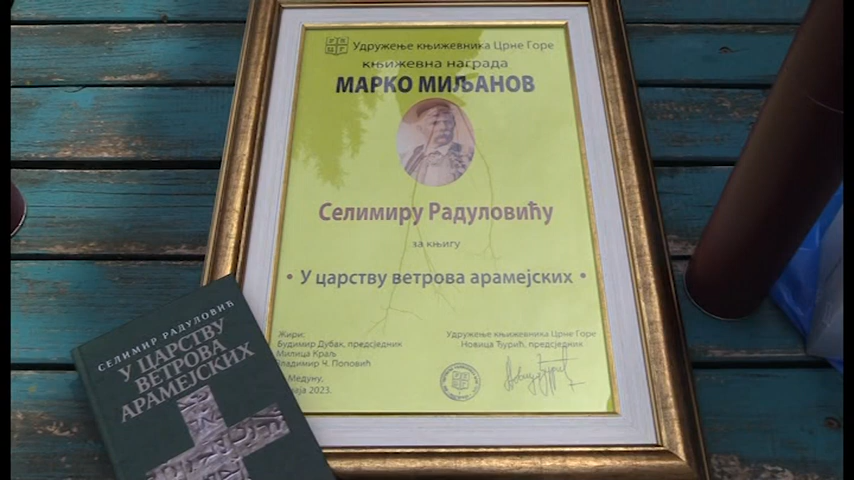 Удружење књижевника Црне Горе
књижевна награда
МАРКО МИЉАНОВ
Селимиру Радуловићу
за књигу
• У царству ветрова арамејских •
Жири:
Будимир Дубак, предсједник
Милица Краљ
Владимир Ч. Поповић
Медуну,
2023.
Удружење књижевника Црне Горе
Новица Ђурић, предсједник
СЕЛИМИР РАДУЛОВИЋ
У ЦАРСТВУ
ВЕТРОВА
АРАМЕЈСКИХ